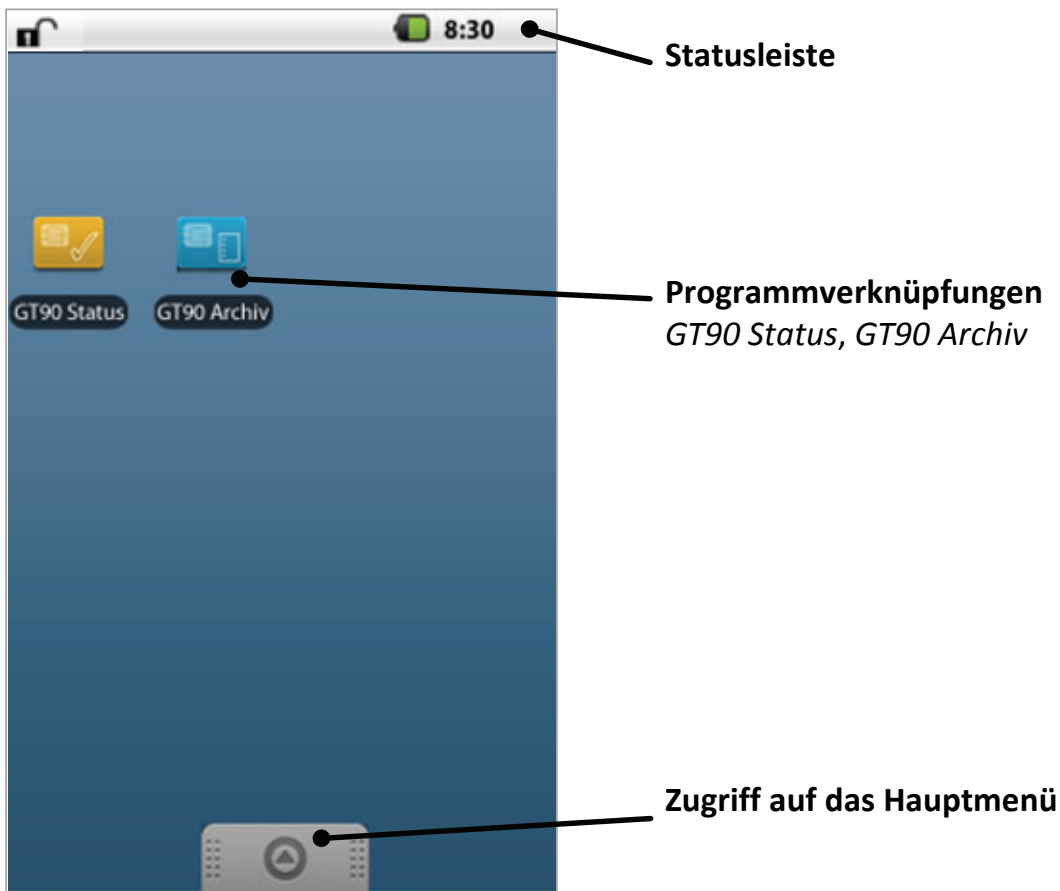 8:30
Statusleiste
GT90 Status
GT90 Archiv
Programmverknüpfungen
GT90 Status, GT90 Archiv
Zugriff auf das Hauptmenü